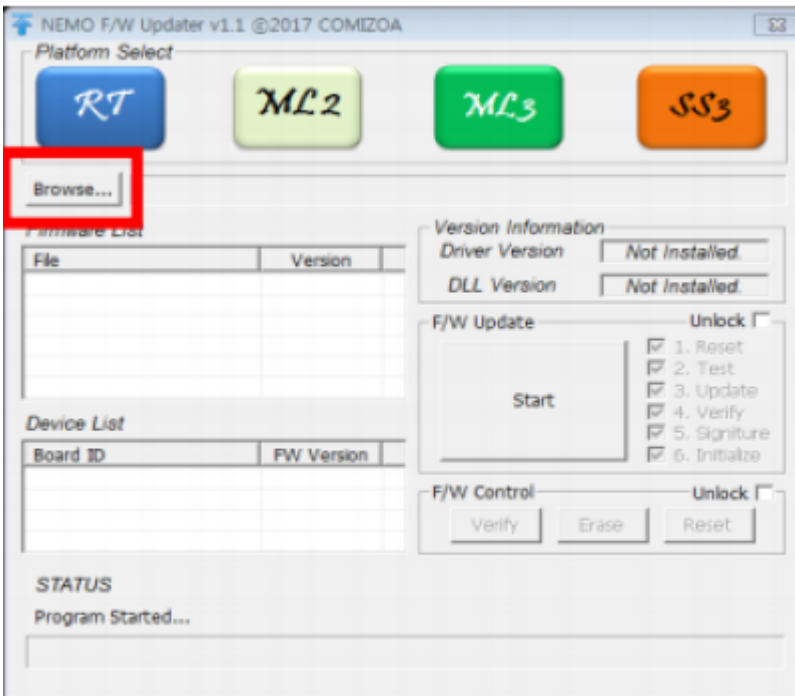 NEMO F/W Updater v1.1 ©2017 COMIZOA
Platform Select
RT ML2 ML3 SS3
Browse...
Firmware List
File Version
Version Information
Driver Version Not Installed.
DLL Version Not Installed.
F/W Update Unlock
Start
1. Reset
2. Test
3. Update
4. Verify
5. Signiture
6. Initialize
Device List
Board ID FW Version
F/W Control Unlock
Verify Erase Reset
STATUS
Program Started...